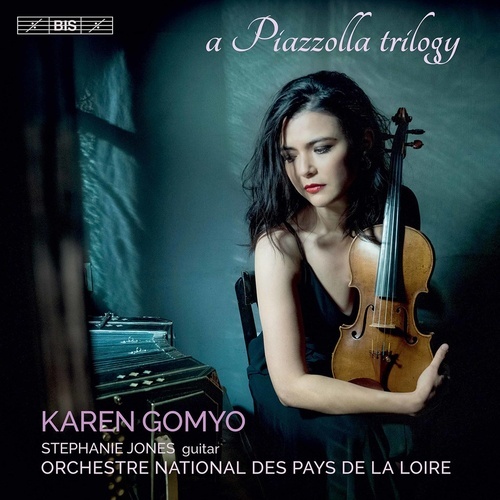 BIS
a Piazzolla trilogy
KAREN GOMYO
STEPHANIE JONES guitar
ORCHESTRE NATIONAL DES PAYS DE LA LOIRE